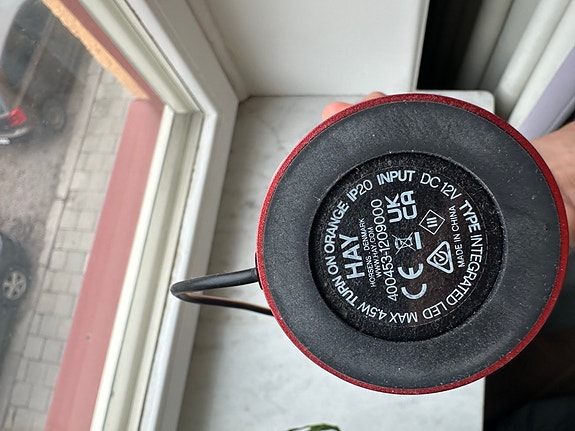 TURN ON ORANGE IP20 INPUT DC 12V TYPE INTEGRATED LED MAX 4.5W
HAY
HORSENS DENMARK
WWW.HAY.COM
400453-1209000
CE UK CA
MADE IN CHINA